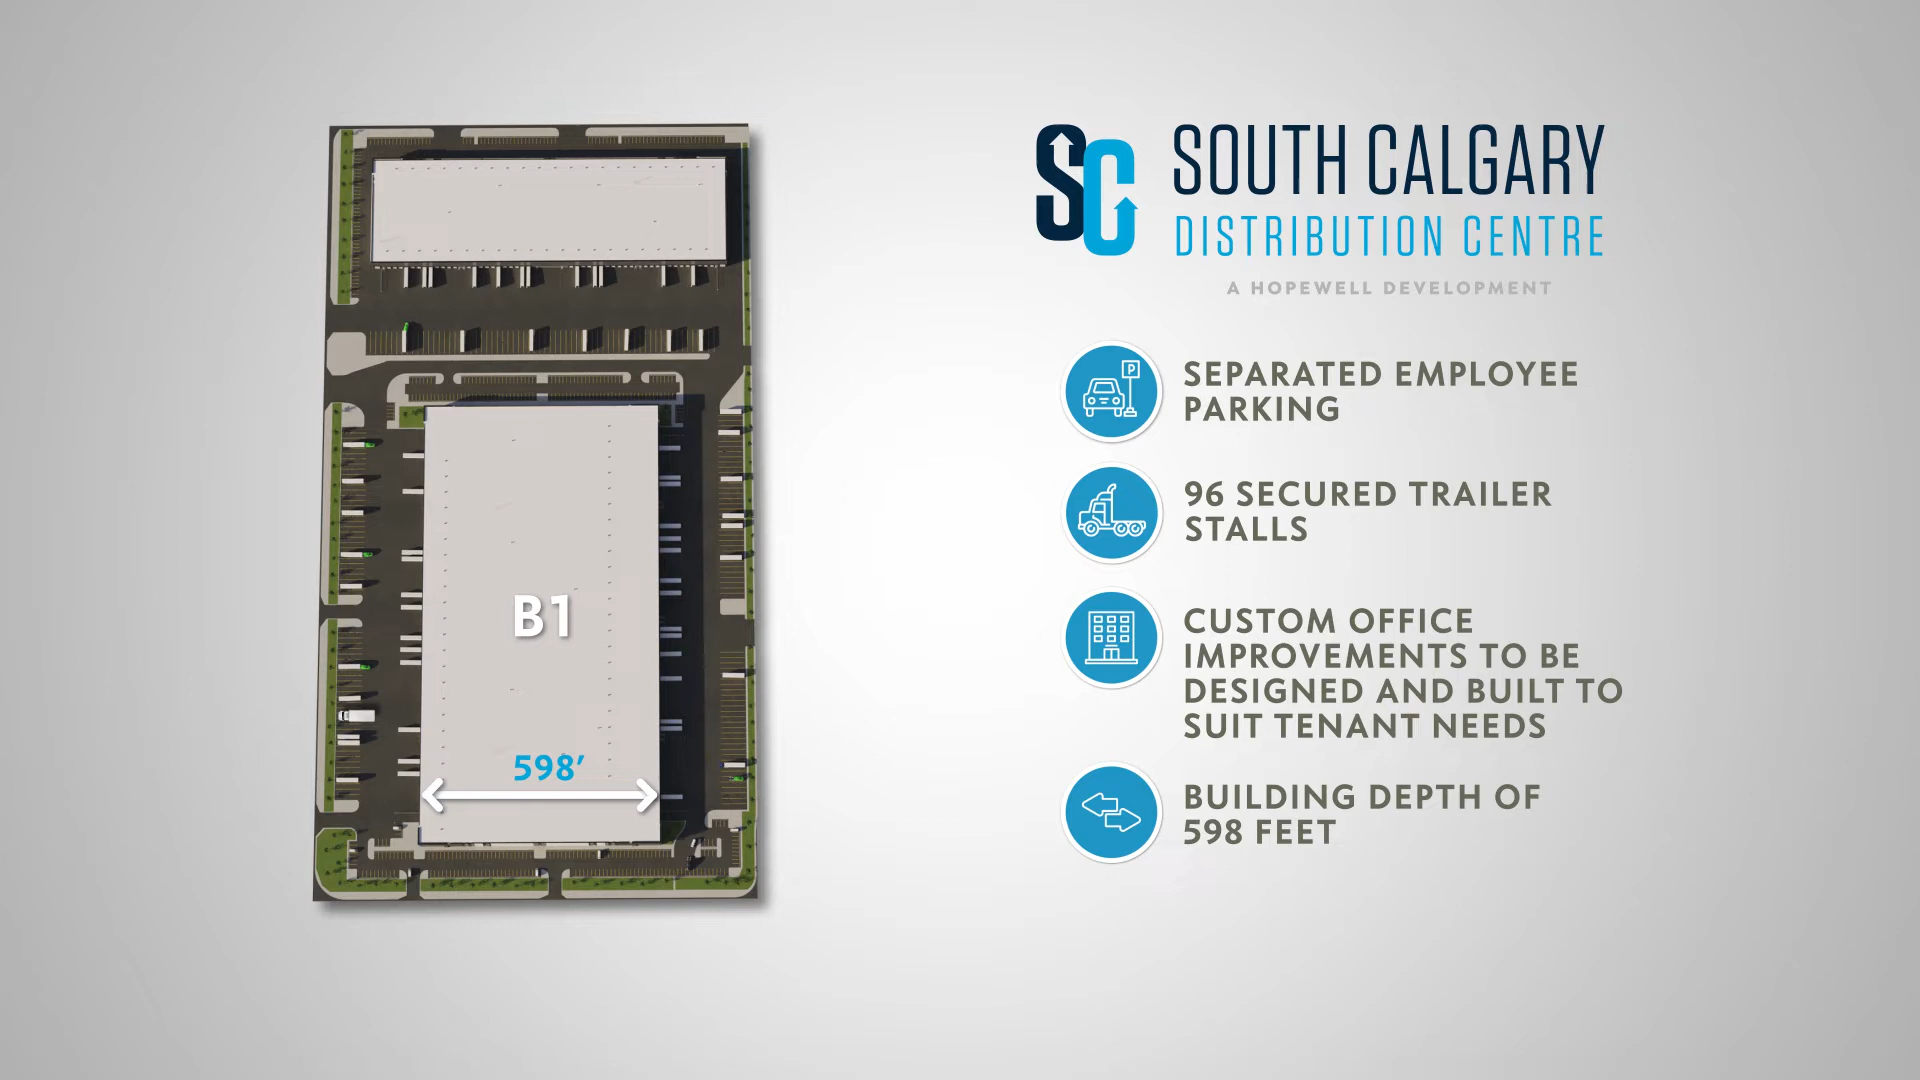 SC
SOUTH CALGARY
DISTRIBUTION CENTRE
A HOPEWELL DEVELOPMENT
P
SEPARATED EMPLOYEE
PARKING
96 SECURED TRAILER
STALLS
CUSTOM OFFICE
IMPROVEMENTS TO BE
DESIGNED AND BUILT TO
SUIT TENANT NEEDS
BUILDING DEPTH OF
598 FEET
B1
598’